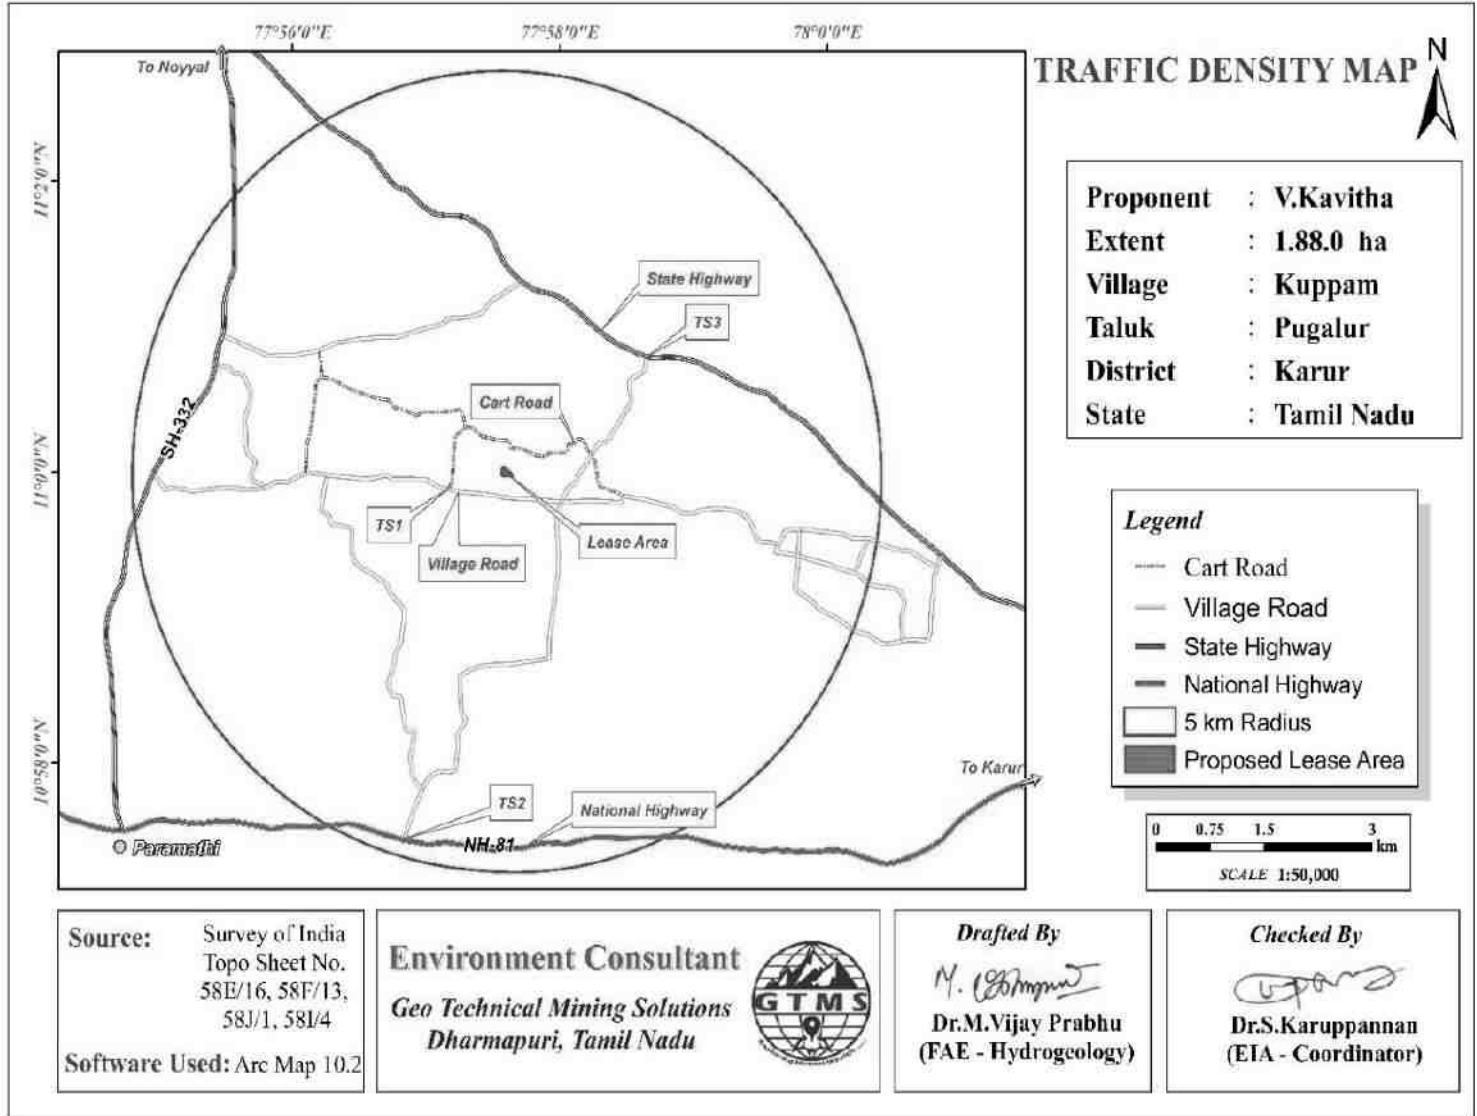 77°56'0"E
77°58'0"E
78°0'0"E
11°2'0"N
11°0'0"N
10°58'0"N
To Noyyal
State Highway
TS3
Cart Road
SH-332
TS1
Village Road
Lease Area
To Karur
TS2
National Highway
NH-81
Paramathi
TRAFFIC DENSITY MAP
N
Proponent : V.Kavitha
Extent : 1.88.0 ha
Village : Kuppam
Taluk : Pugalur
District : Karur
State : Tamil Nadu
Legend
Cart Road
Village Road
State Highway
National Highway
5 km Radius
Proposed Lease Area
0 0.75 1.5 3
km
SCALE 1:50,000
Source: Survey of India
Topo Sheet No.
58E/16, 58F/13,
58J/1, 58I/4
Software Used: Arc Map 10.2
Environment Consultant
Geo Technical Mining Solutions
Dharmapuri, Tamil Nadu
GTMS
Drafted By
Dr.M.Vijay Prabhu
(FAE - Hydrogeology)
Checked By
Dr.S.Karuppannan
(EIA - Coordinator)